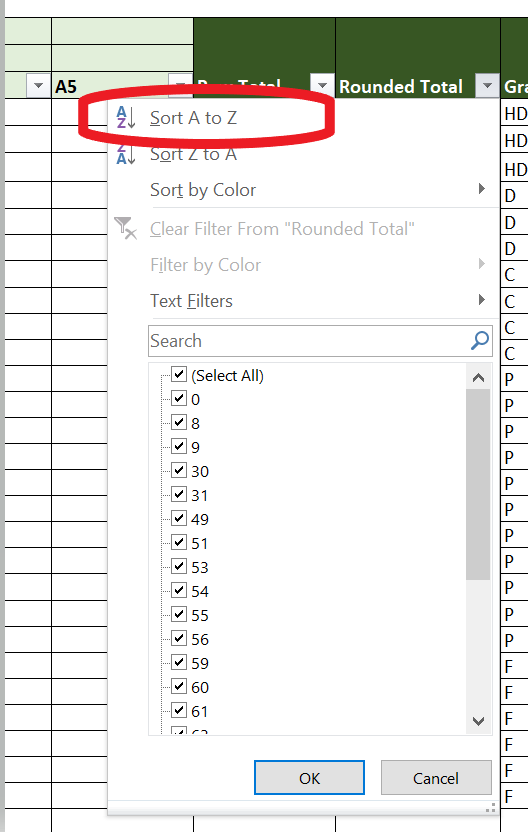 A5 Raw Total Rounded Total
Sort A to Z
Sort Z to A
Sort by Color
Clear Filter From "Rounded Total"
Filter by Color
Text Filters
Search
(Select All)
0
8
9
30
31
49
51
53
54
55
56
59
60
61
OK Cancel
HD
HD
HD
D
D
D
C
C
C
C
P
P
P
P
P
P
P
P
P
P
P
F
F
F
F
F
F